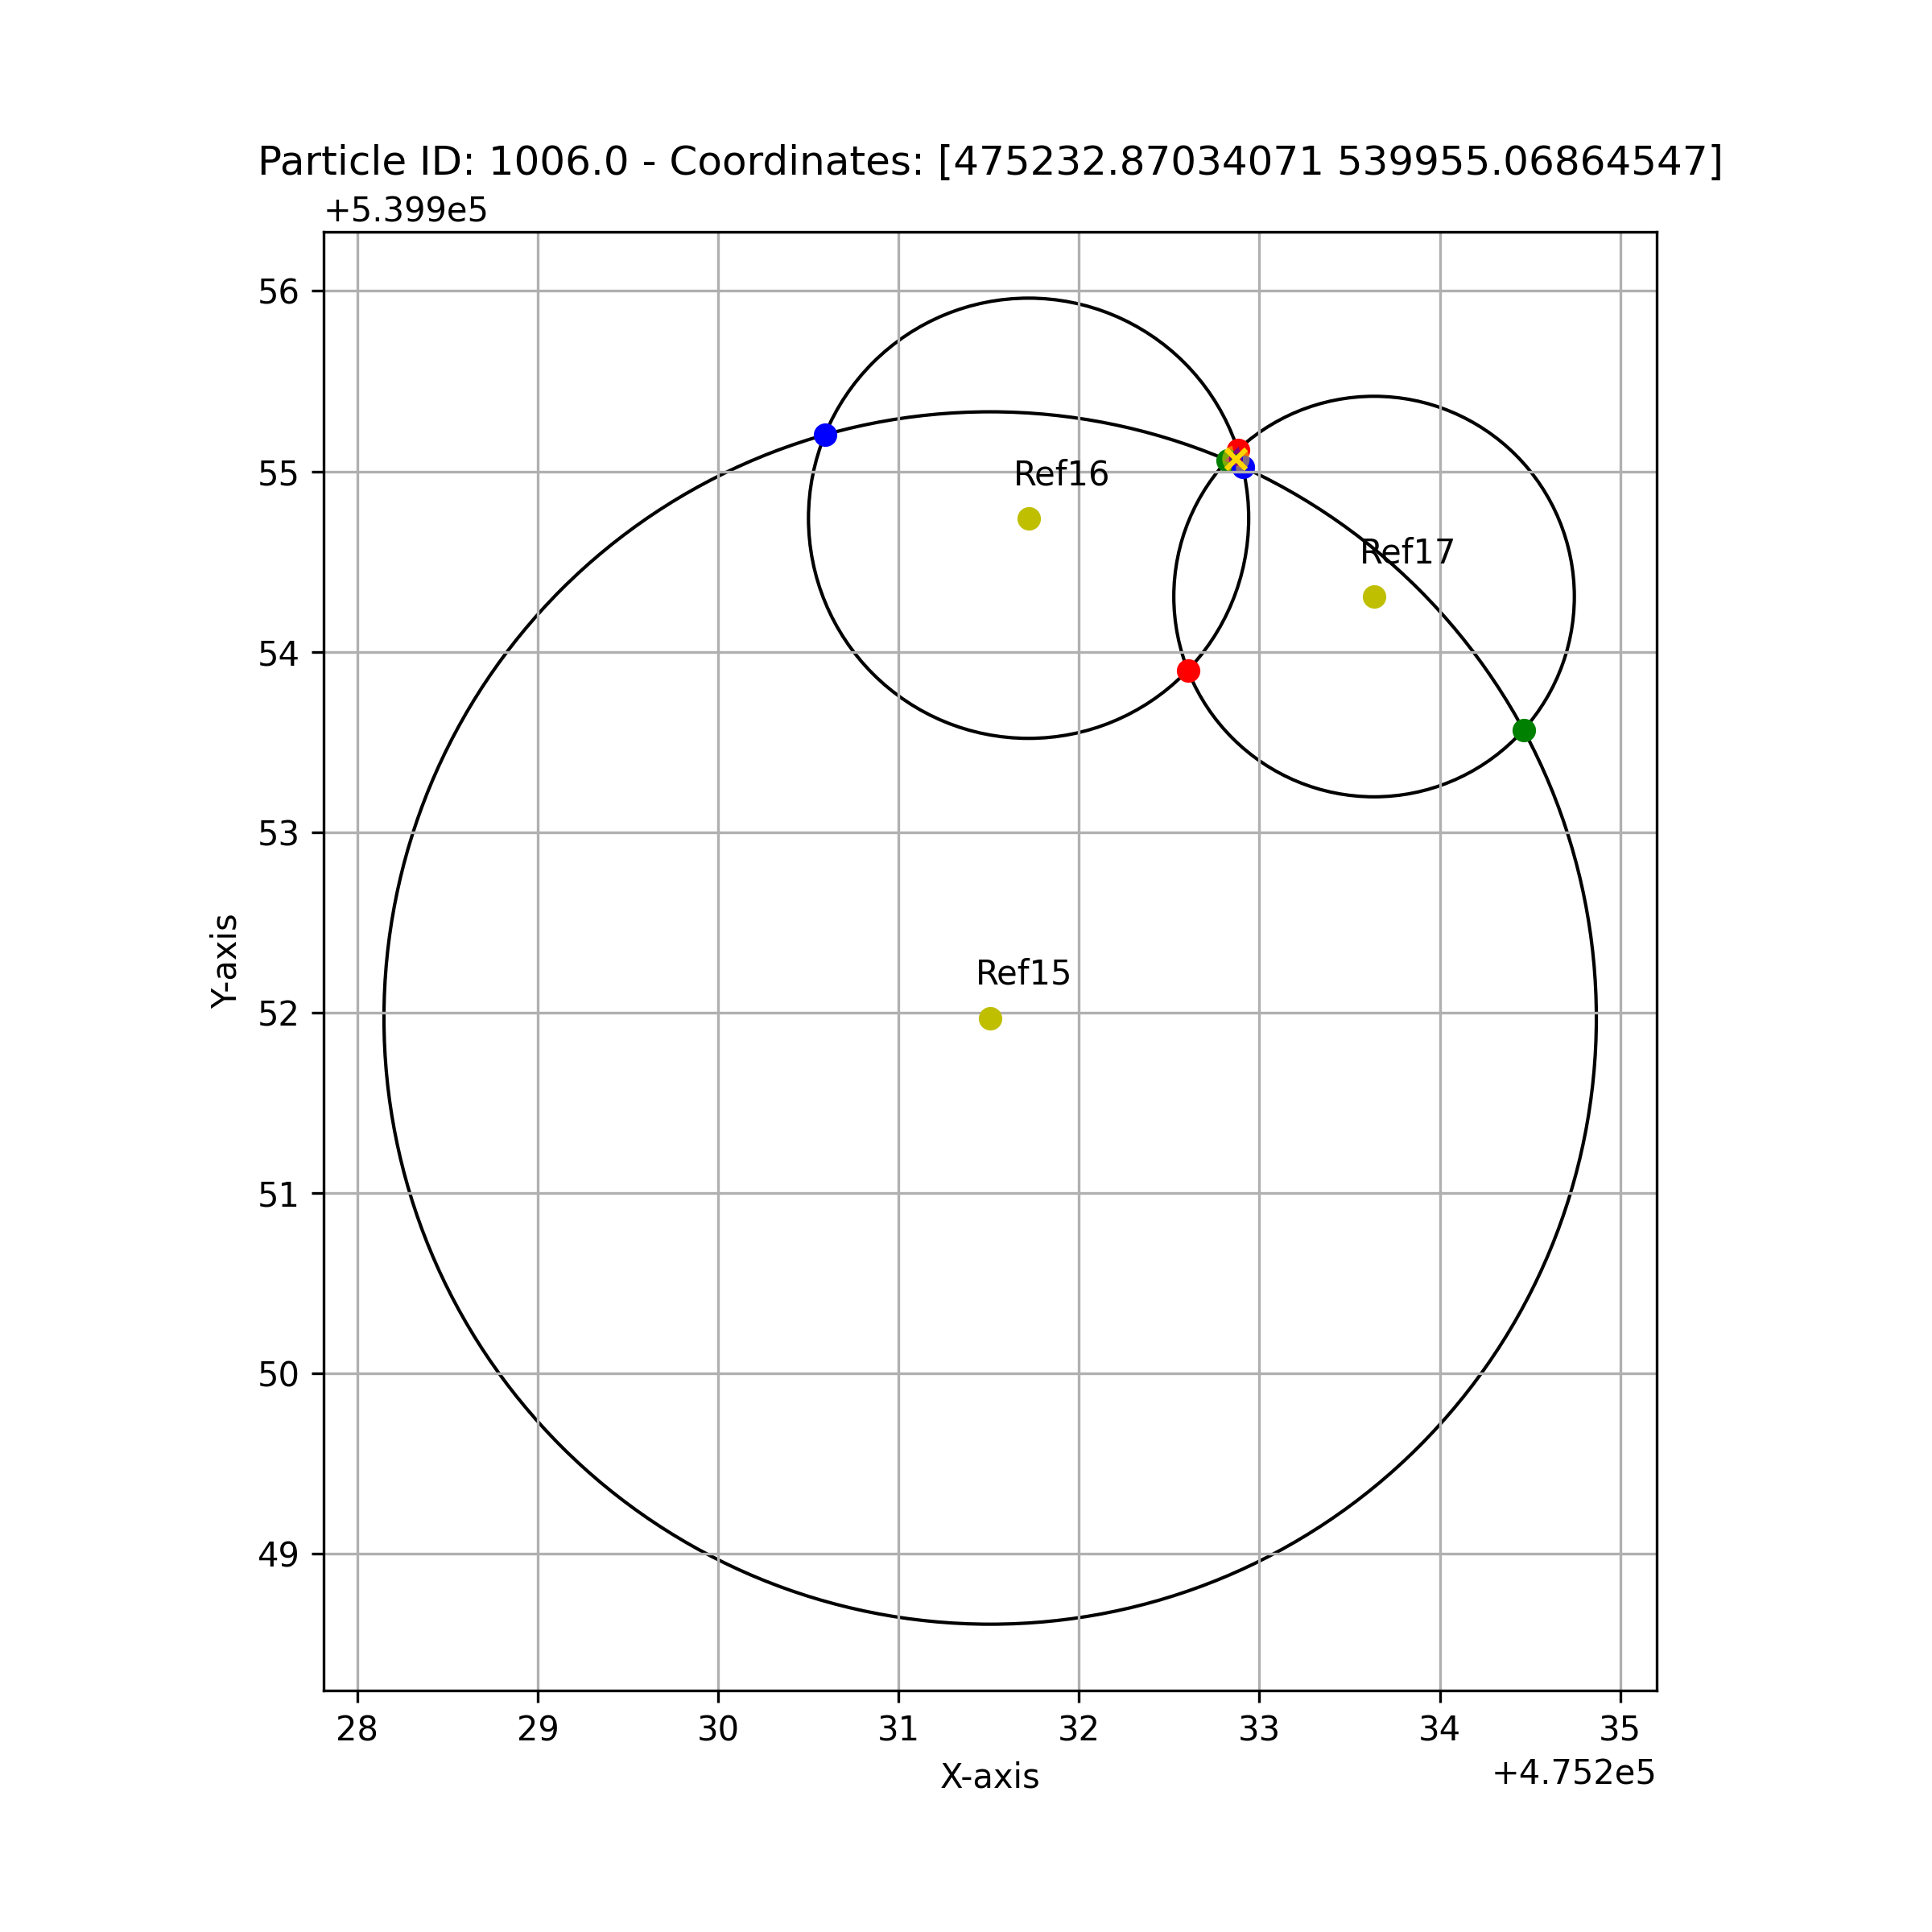 Particle ID: 1006.0 - Coordinates: [475232.87034071 539955.06864547]
+5.399e5
56
55
54
53
52
51
50
49
Y-axis
Ref16
Ref17
Ref15
28 29 30 31 32 33 34 35
X-axis
+4.752e5